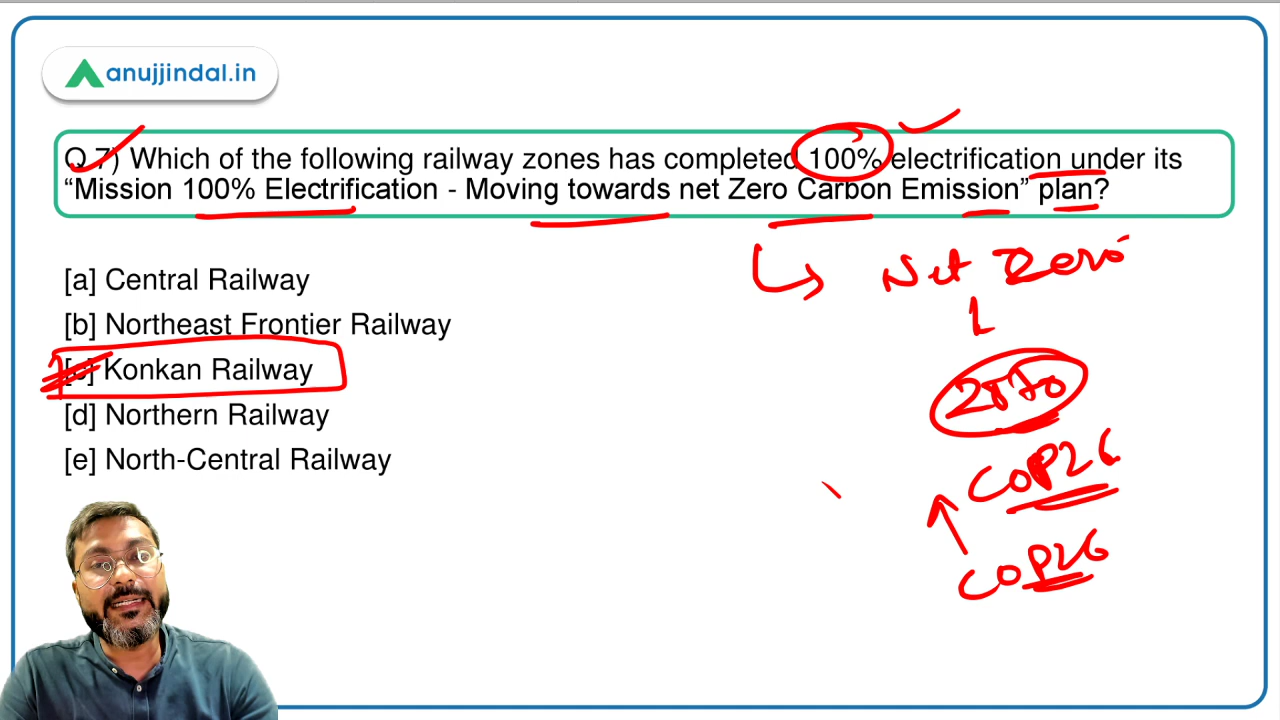 anujjindal.in
Q.7) Which of the following railway zones has completed 100% electrification under its
“Mission 100% Electrification - Moving towards net Zero Carbon Emission” plan?
[a] Central Railway
[b] Northeast Frontier Railway
[c] Konkan Railway
[d] Northern Railway
[e] North-Central Railway
Net Zero
2070
COP26
COP26